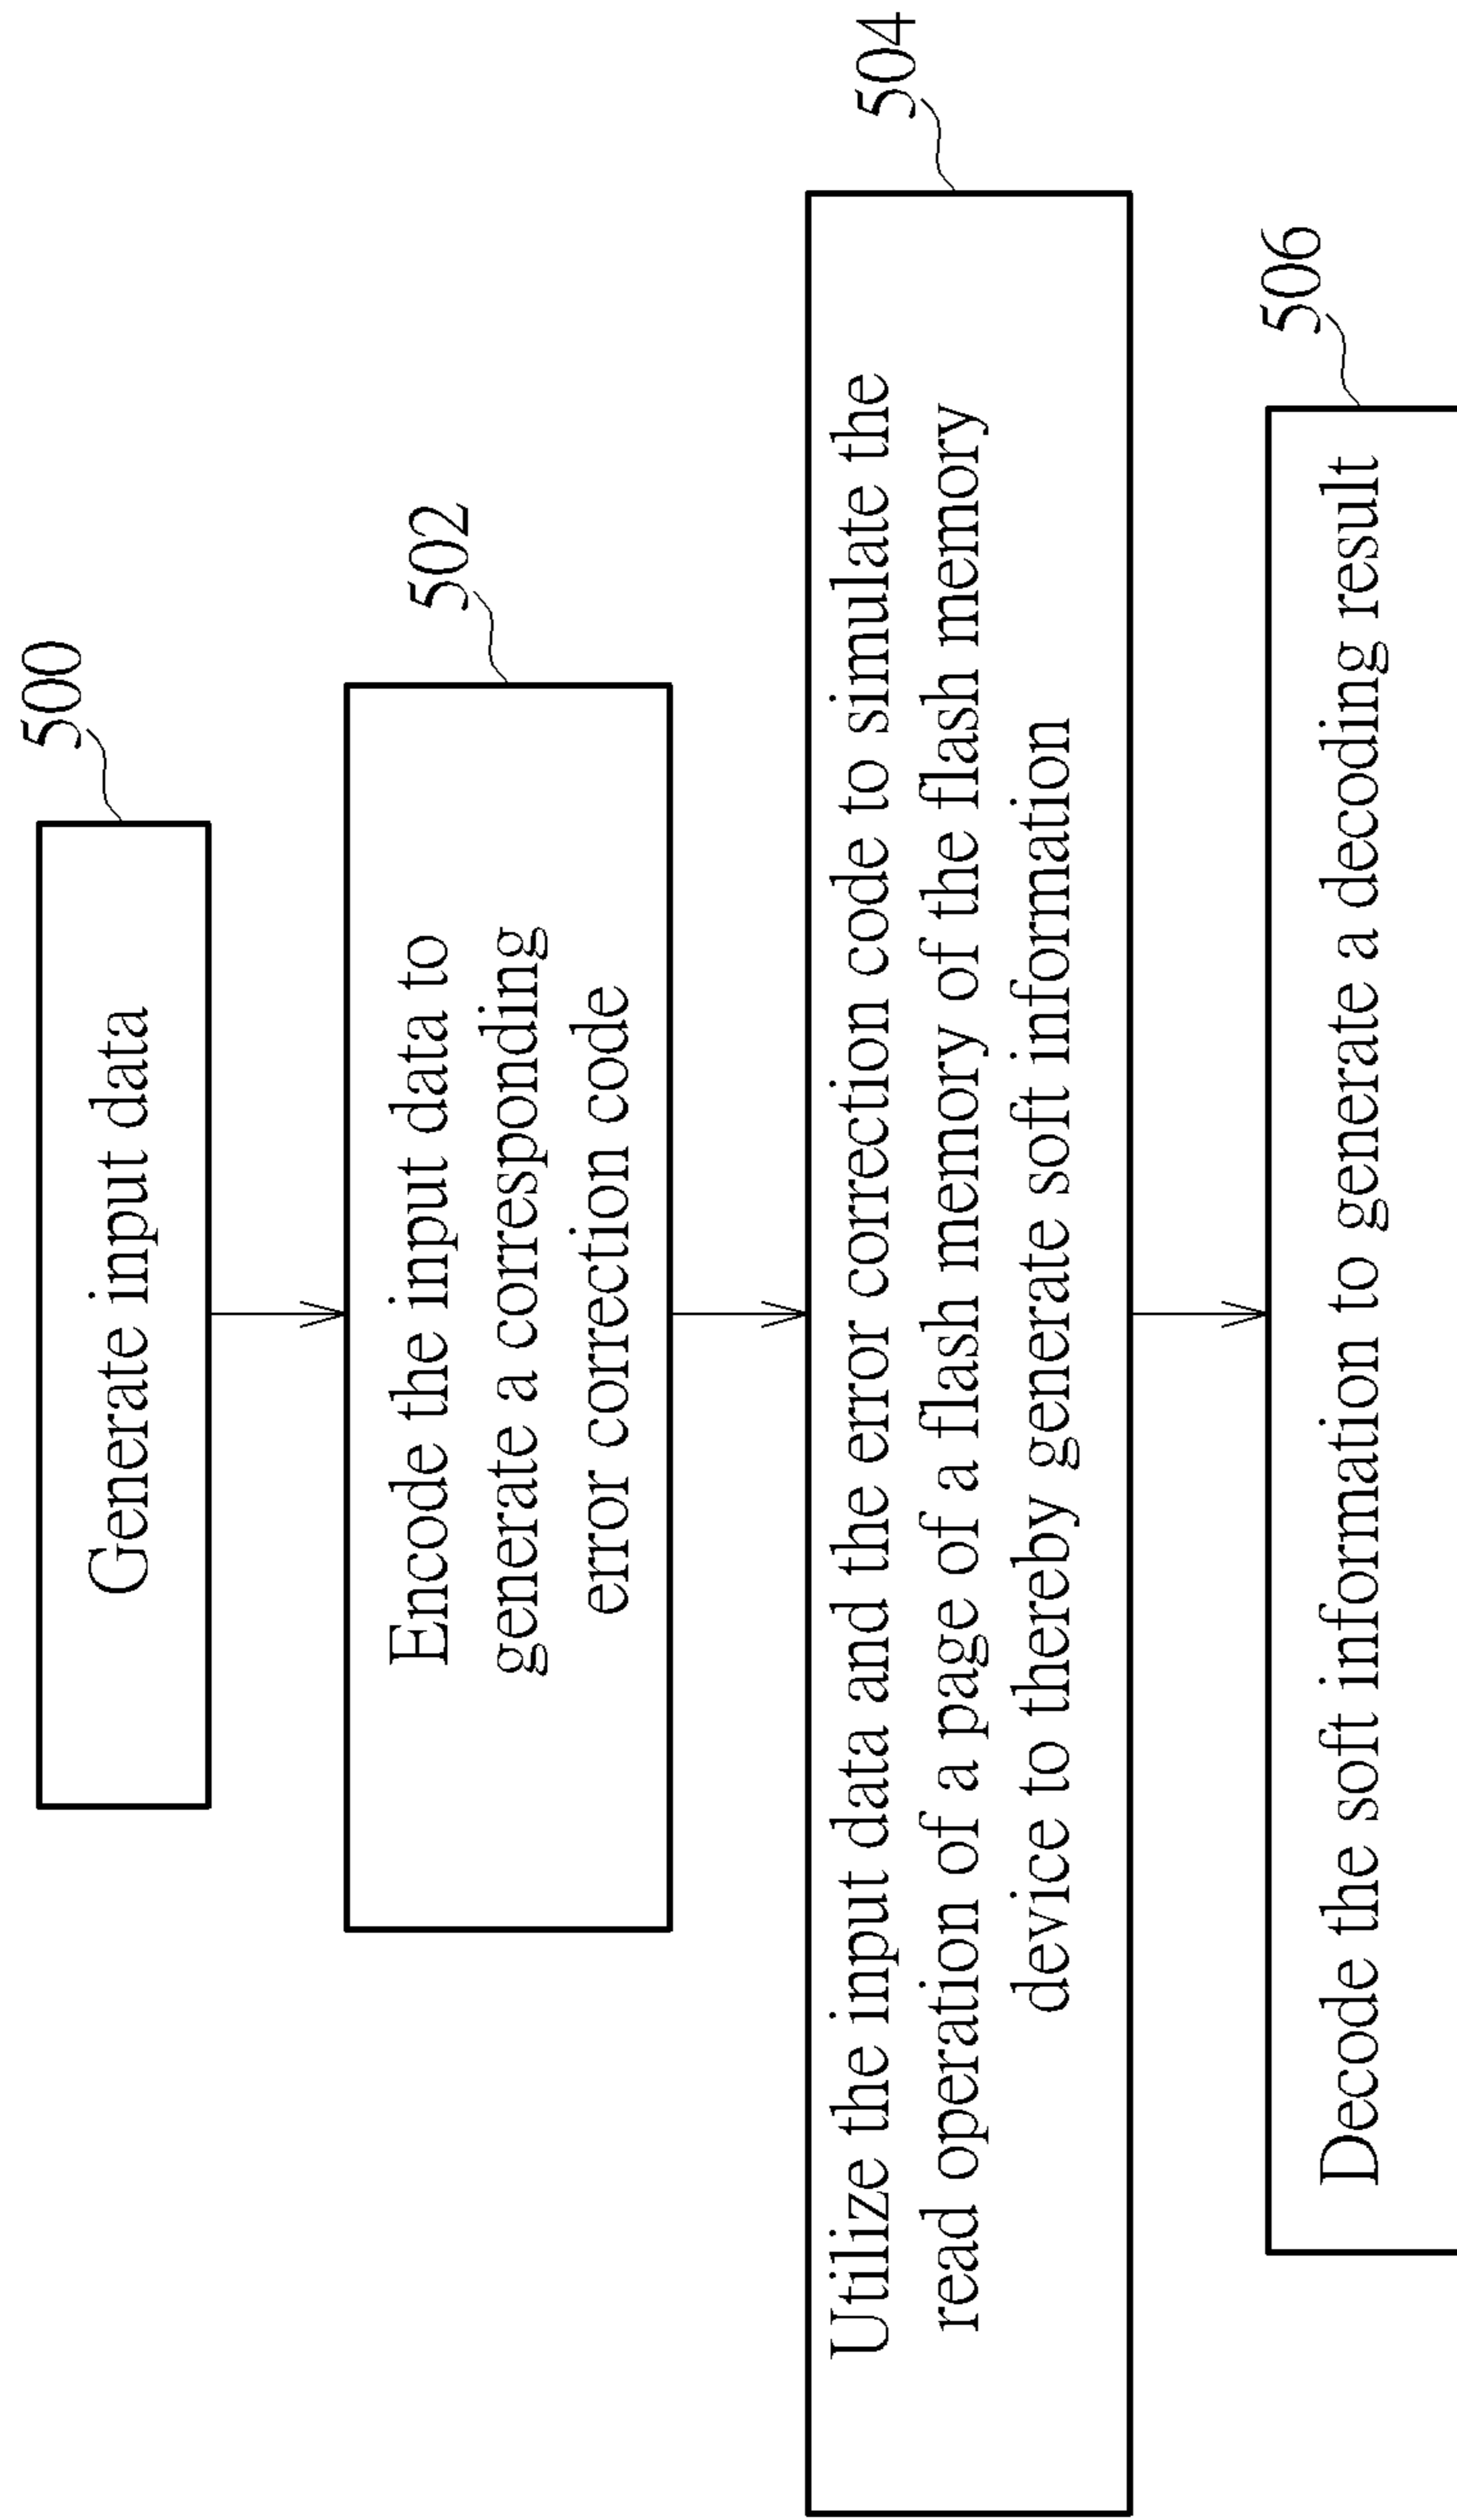 500
Generate input data
502
Encode the input data to
generate a corresponding
error correction code
504
Utilize the input data and the error correction code to simulate the
read operation of a page of a flash memory of the flash memory
device to thereby generate soft information
506
Decode the soft information to generate a decoding result